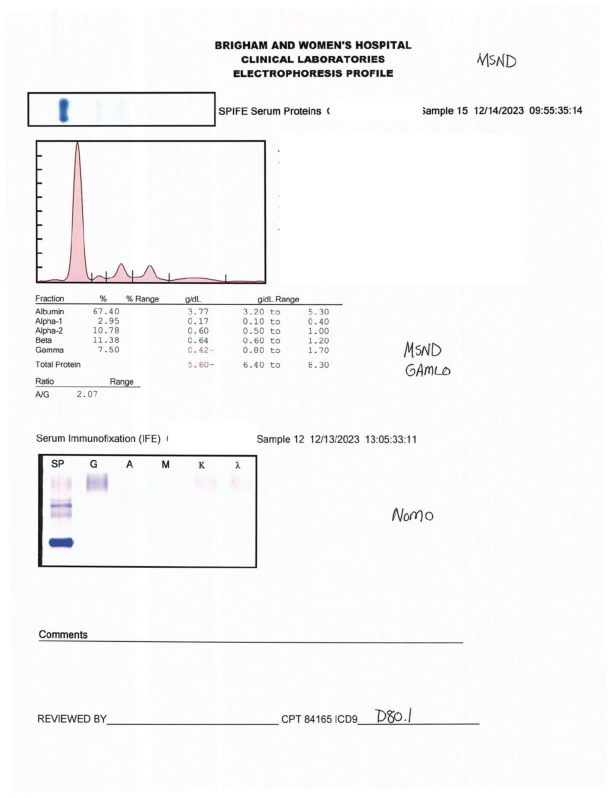 BRIGHAM AND WOMEN'S HOSPITAL
CLINICAL LABORATORIES
ELECTROPHORESIS PROFILE
MSND
SPIFE Serum Proteins ( Sample 15 12/14/2023 09:55:35:14
Fraction % % Range g/dL g/dL Range
Albumin 67.40 3.77 3.20 to 5.30
Alpha-1 2.95 0.17 0.10 to 0.40
Alpha-2 10.78 0.60 0.50 to 1.00
Beta 11.38 0.64 0.60 to 1.20
Gamma 7.50 0.42- 0.80 to 1.70
Total Protein 5.60- 6.40 to 8.30
MSND
GAMLO
Ratio Range
A/G 2.07
Serum Immunofixation (IFE) ( Sample 12 12/13/2023 13:05:33:11
SP G A M K λ
NOMO
Comments
REVIEWED BY CPT 84165 ICD9 D80.1